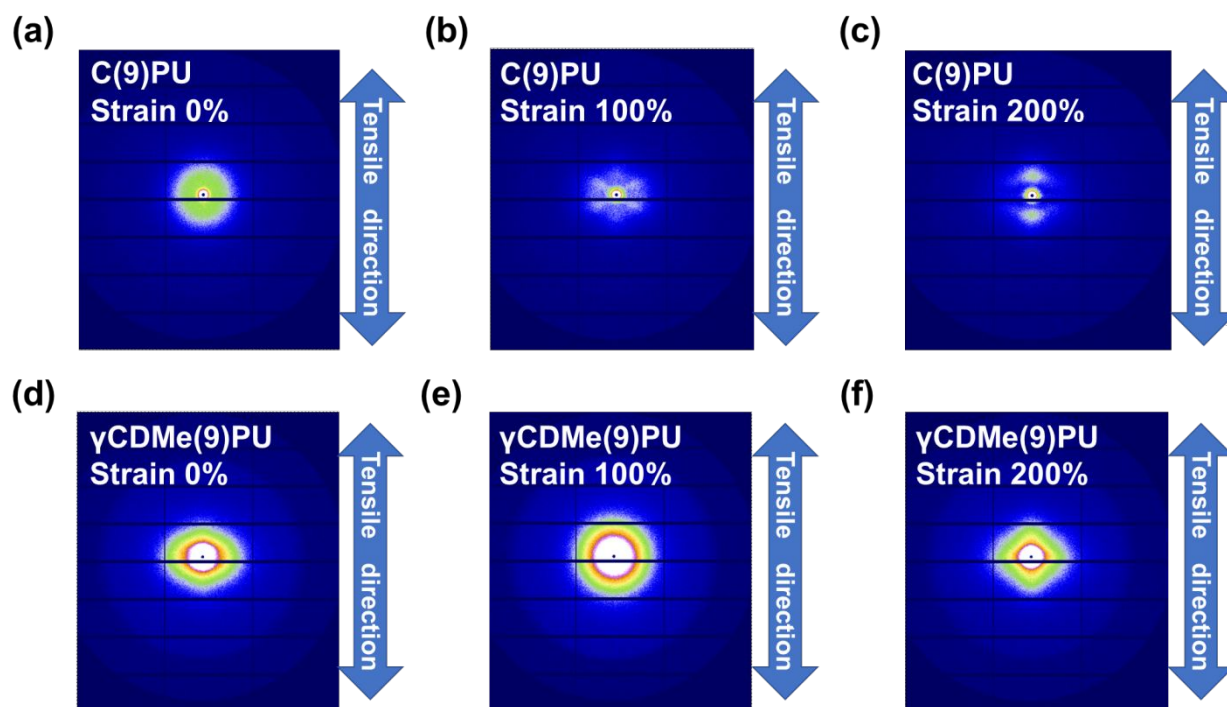 (a)
C(9)PU
Strain 0%
Tensile direction
(b)
C(9)PU
Strain 100%
Tensile direction
(c)
C(9)PU
Strain 200%
Tensile direction
(d)
γCDMe(9)PU
Strain 0%
Tensile direction
(e)
γCDMe(9)PU
Strain 100%
Tensile direction
(f)
γCDMe(9)PU
Strain 200%
Tensile direction